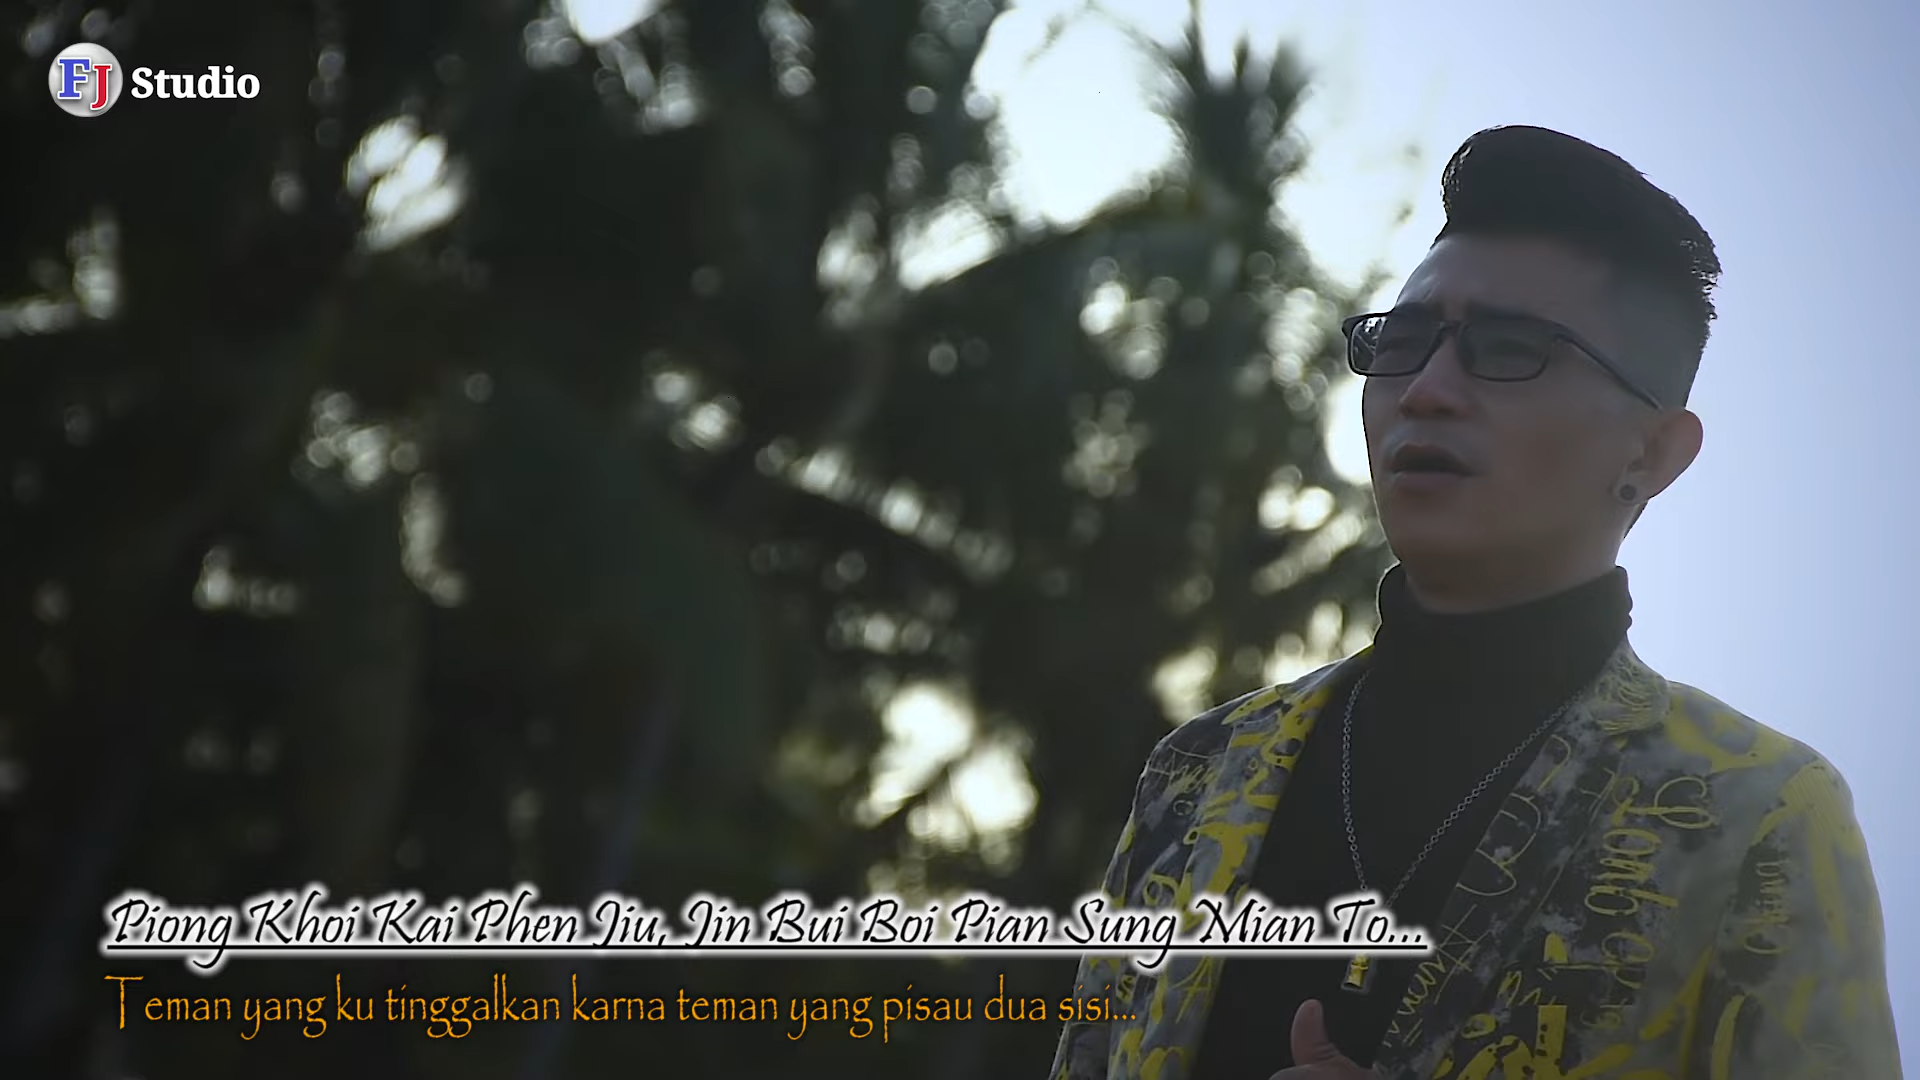 FJ Studio
Piong Khoi Kai Phen Jiu, Jin Bui Boi Pian Sung Mian To...
Teman yang ku tinggalkan karna teman yang pisau dua sisi...